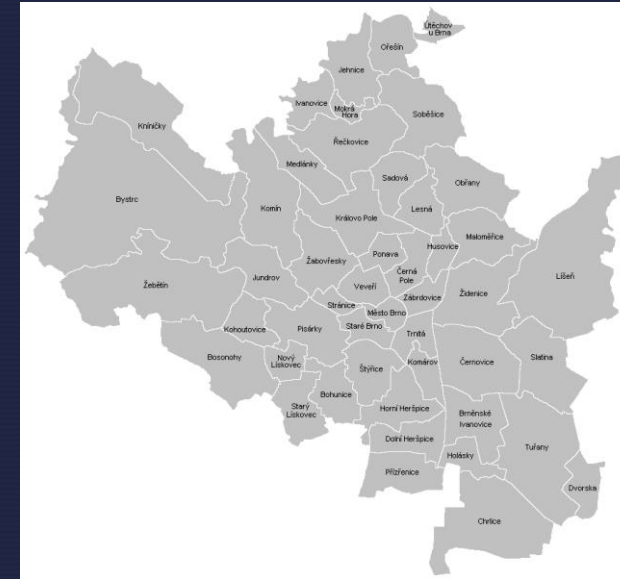 Útěchov
u Brna
Ořešín
Jehnice
Ivanovice
Mokrá
Hora
Soběšice
Kníničky
Řečkovice
Medlánky
Sadová
Obřany
Bystrc
Komín
Lesná
Královo Pole
Maloměřice
Husovice
Ponava
Žabovřesky
Černá
Pole
Líšeň
Jundrov
Žebětín
Veveří
Zábrdovice
Židenice
Stránice
Město Brno
Kohoutovice
Pisárky
Staré Brno
Trnitá
Bosonohy
Nový
Lískovec
Štýřice
Komárov
Černovice
Slatina
Bohunice
Starý
Lískovec
Horní Heršpice
Brněnské
Ivanovice
Dolní Heršpice
Tuřany
Holásky
Přízřenice
Dvorska
Chrlice